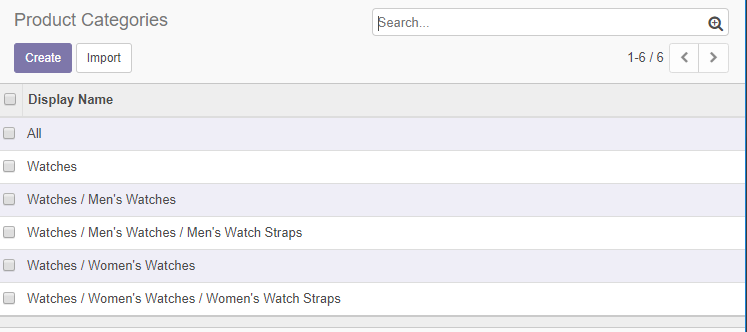 Product Categories
Search...
Create Import
1-6 / 6
Display Name
All
Watches
Watches / Men's Watches
Watches / Men's Watches / Men's Watch Straps
Watches / Women's Watches
Watches / Women's Watches / Women's Watch Straps